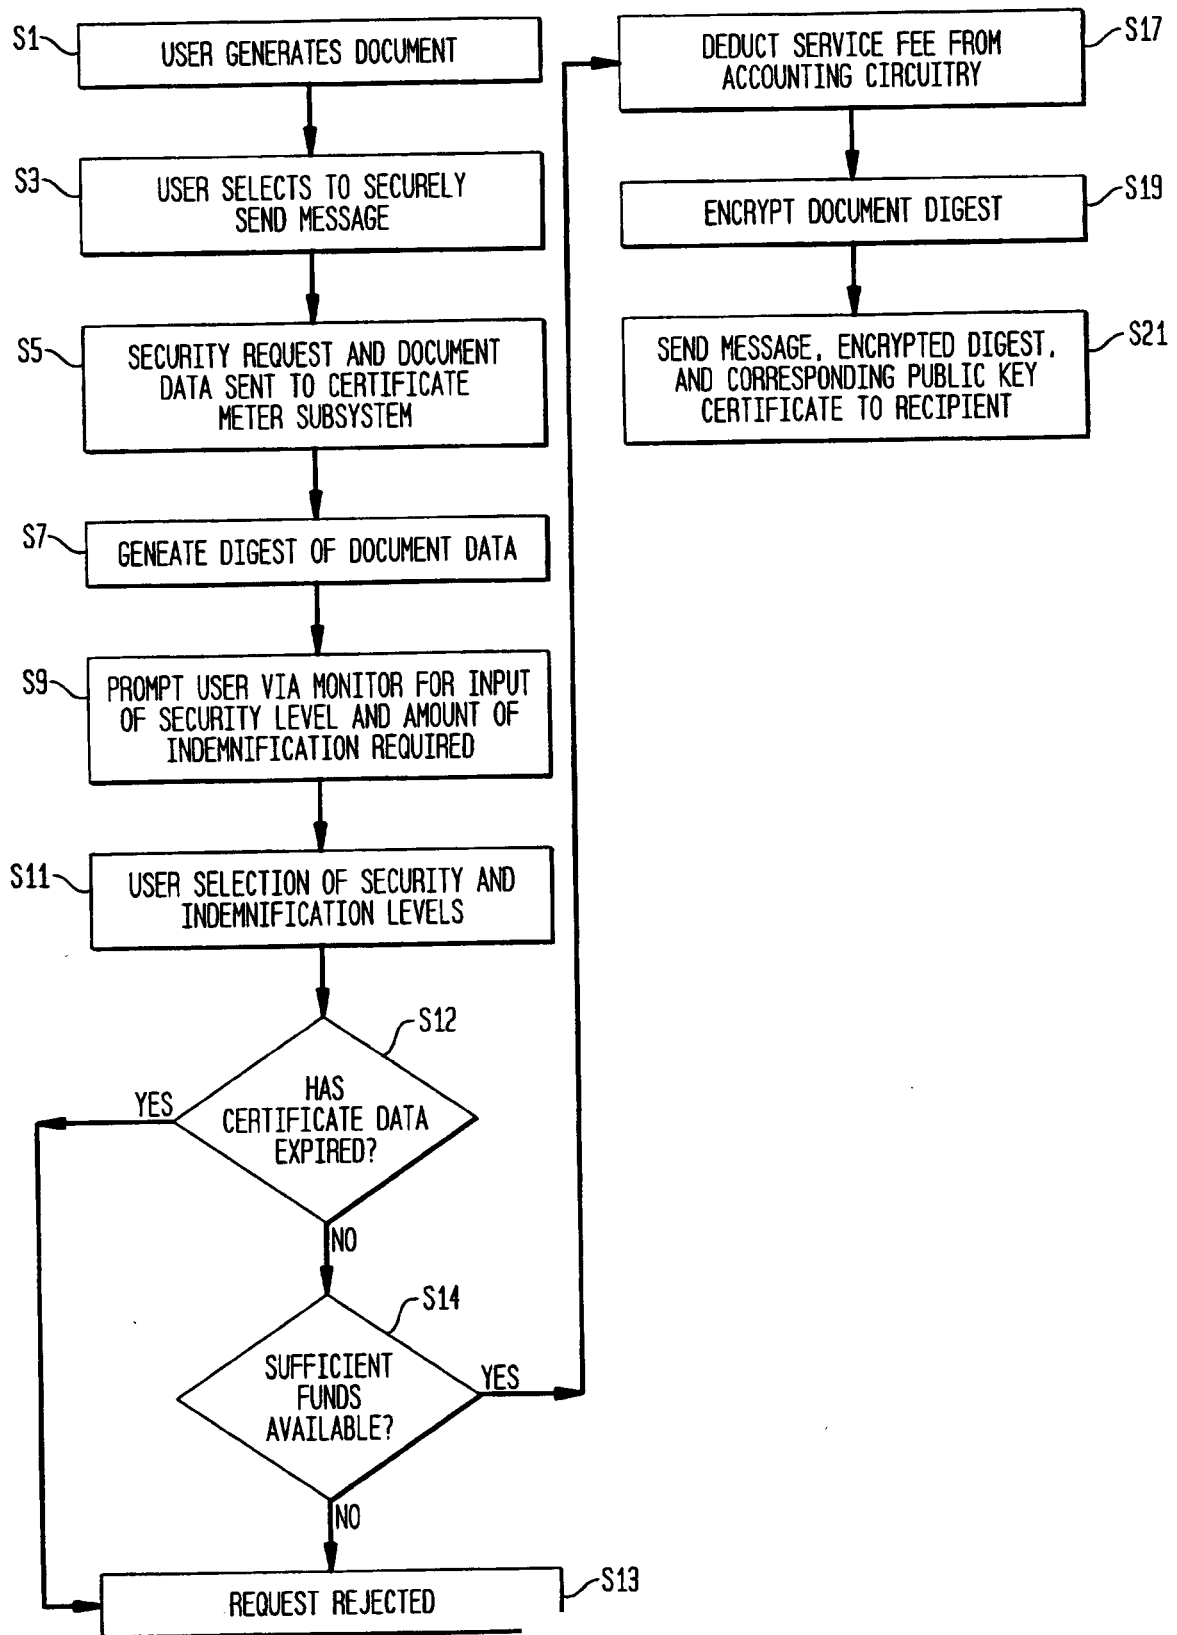 S1
USER GENERATES DOCUMENT
S3
USER SELECTS TO SECURELY
SEND MESSAGE
S5
SECURITY REQUEST AND DOCUMENT
DATA SENT TO CERTIFICATE
METER SUBSYSTEM
S7
GENEATE DIGEST OF DOCUMENT DATA
S9
PROMPT USER VIA MONITOR FOR INPUT
OF SECURITY LEVEL AND AMOUNT OF
INDEMNIFICATION REQUIRED
S11
USER SELECTION OF SECURITY AND
INDEMNIFICATION LEVELS
S12
HAS
CERTIFICATE DATA
EXPIRED?
YES
NO
S14
SUFFICIENT
FUNDS
AVAILABLE?
YES
NO
S13
REQUEST REJECTED
S17
DEDUCT SERVICE FEE FROM
ACCOUNTING CIRCUITRY
S19
ENCRYPT DOCUMENT DIGEST
S21
SEND MESSAGE, ENCRYPTED DIGEST,
AND CORRESPONDING PUBLIC KEY
CERTIFICATE TO RECIPIENT